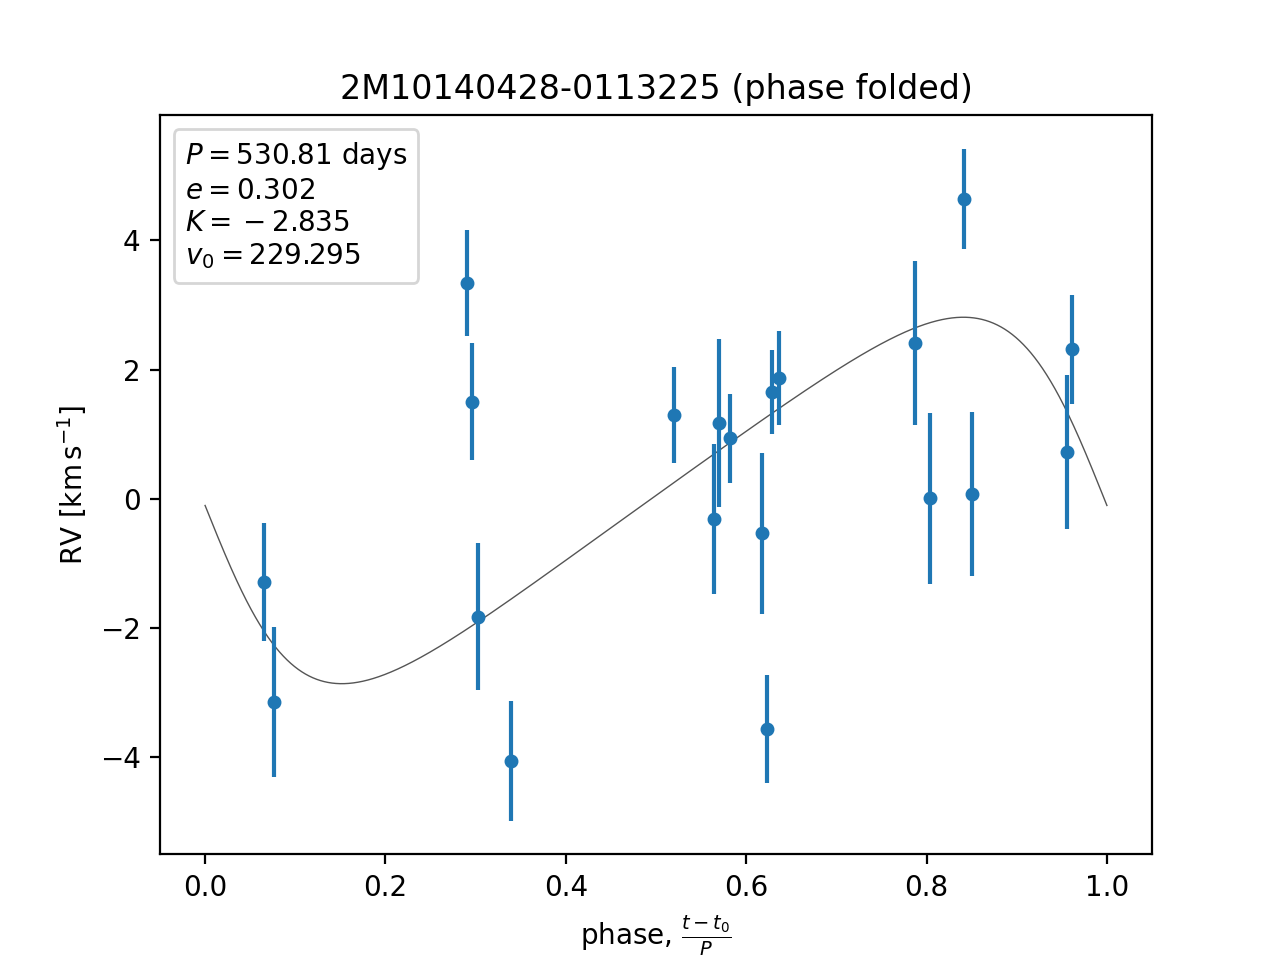 2M10140428-0113225 (phase folded)
P = 530.81 days
e = 0.302
K = −2.835
v₀ = 229.295
4
2
0
−2
−4
RV [km s⁻¹]
0.0 0.2 0.4 0.6 0.8 1.0
phase, (t − t₀)/P